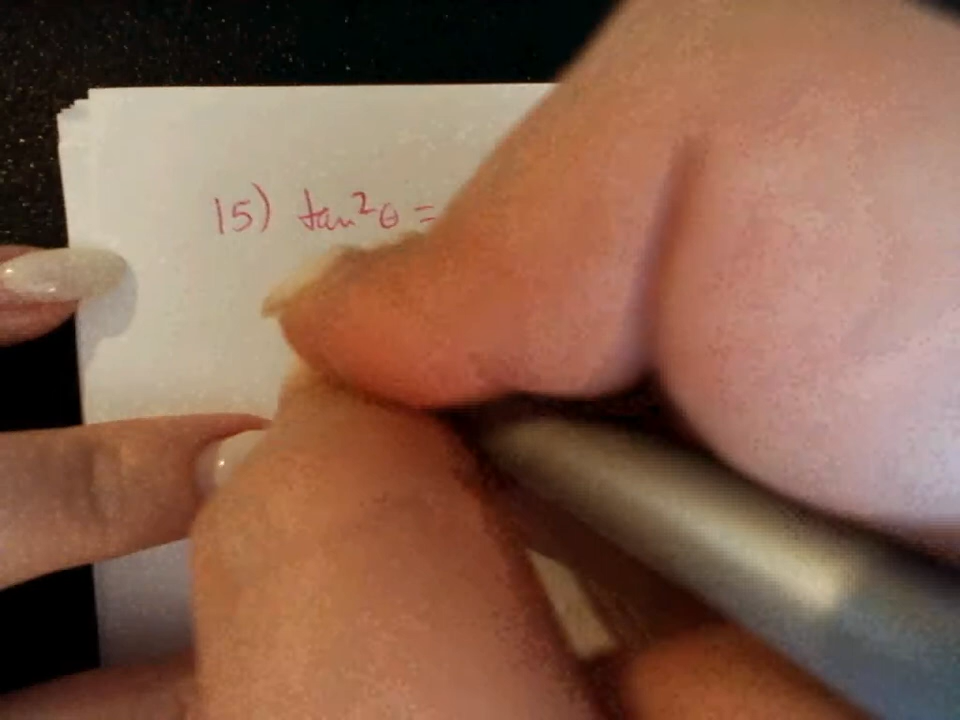 15) tan²θ =